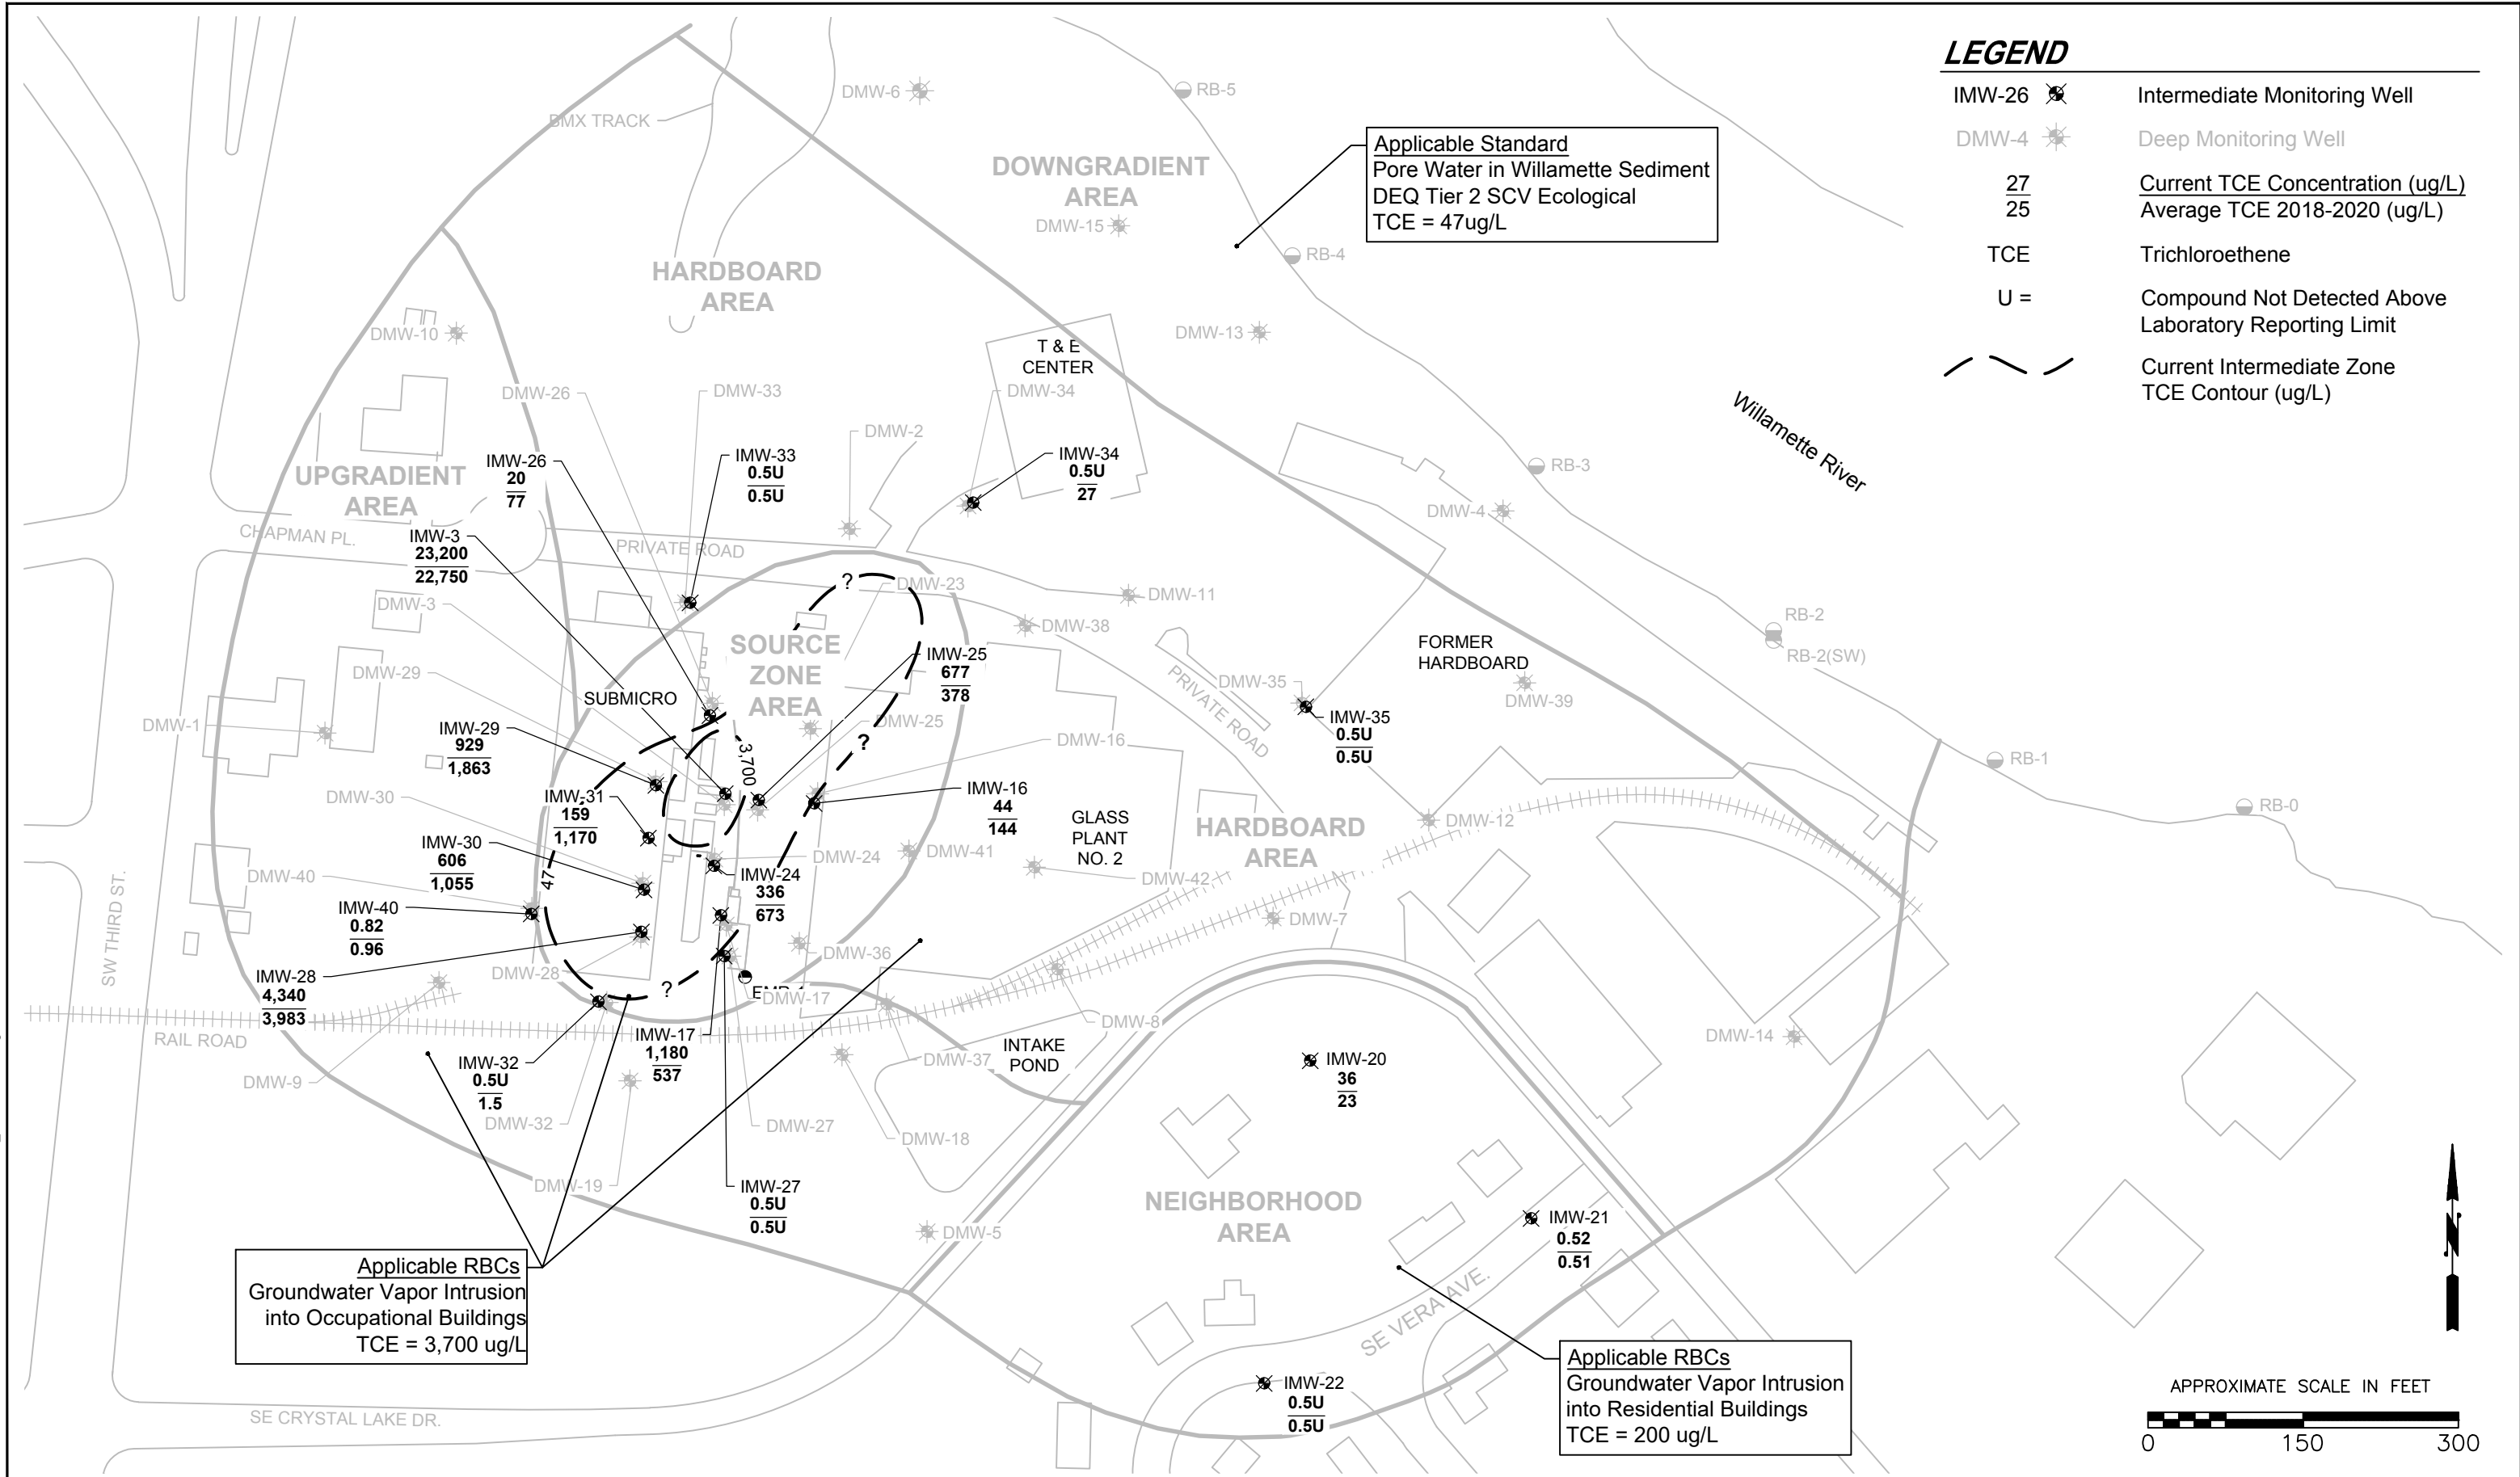 LEGEND
IMW-26
Intermediate Monitoring Well
DMW-4
Deep Monitoring Well
27
25
Current TCE Concentration (ug/L)
Average TCE 2018-2020 (ug/L)
TCE
Trichloroethene
U =
Compound Not Detected Above
Laboratory Reporting Limit
Current Intermediate Zone
TCE Contour (ug/L)
DMW-6
RB-5
BMX TRACK
Applicable Standard
Pore Water in Willamette Sediment
DEQ Tier 2 SCV Ecological
TCE = 47ug/L
DOWNGRADIENT
AREA
DMW-15
RB-4
HARDBOARD
AREA
DMW-10
DMW-13
T & E
CENTER
DMW-26
DMW-33
DMW-34
DMW-2
Willamette River
IMW-26
20
77
IMW-33
0.5U
0.5U
IMW-34
0.5U
27
RB-3
UPGRADIENT
AREA
DMW-4
CHAPMAN PL.
IMW-3
23,200
22,750
PRIVATE ROAD
?
DMW-23
DMW-11
DMW-3
DMW-38
RB-2
RB-2(SW)
SOURCE
ZONE
AREA
IMW-25
677
378
FORMER
HARDBOARD
DMW-29
SUBMICRO
PRIVATE ROAD
DMW-35
DMW-39
DMW-1
IMW-29
929
1,863
3,700
DMW-25
?
DMW-16
IMW-35
0.5U
0.5U
RB-1
DMW-30
IMW-31
159
1,170
IMW-16
44
144
GLASS
PLANT
NO. 2
HARDBOARD
AREA
DMW-12
RB-0
IMW-30
606
1,055
47
DMW-24
DMW-41
DMW-42
DMW-40
IMW-24
336
673
SW THIRD ST.
IMW-40
0.82
0.96
DMW-7
DMW-36
IMW-28
4,340
3,983
DMW-28
?
DMW-17
RAIL ROAD
IMW-17
1,180
537
DMW-8
INTAKE
POND
DMW-37
DMW-14
DMW-9
IMW-32
0.5U
1.5
IMW-20
36
23
DMW-32
DMW-27
DMW-18
DMW-19
IMW-27
0.5U
0.5U
NEIGHBORHOOD
AREA
DMW-5
IMW-21
0.52
0.51
Applicable RBCs
Groundwater Vapor Intrusion
into Occupational Buildings
TCE = 3,700 ug/L
SE VERA AVE.
Applicable RBCs
Groundwater Vapor Intrusion
into Residential Buildings
TCE = 200 ug/L
IMW-22
0.5U
0.5U
SE CRYSTAL LAKE DR.
N
APPROXIMATE SCALE IN FEET
0 150 300